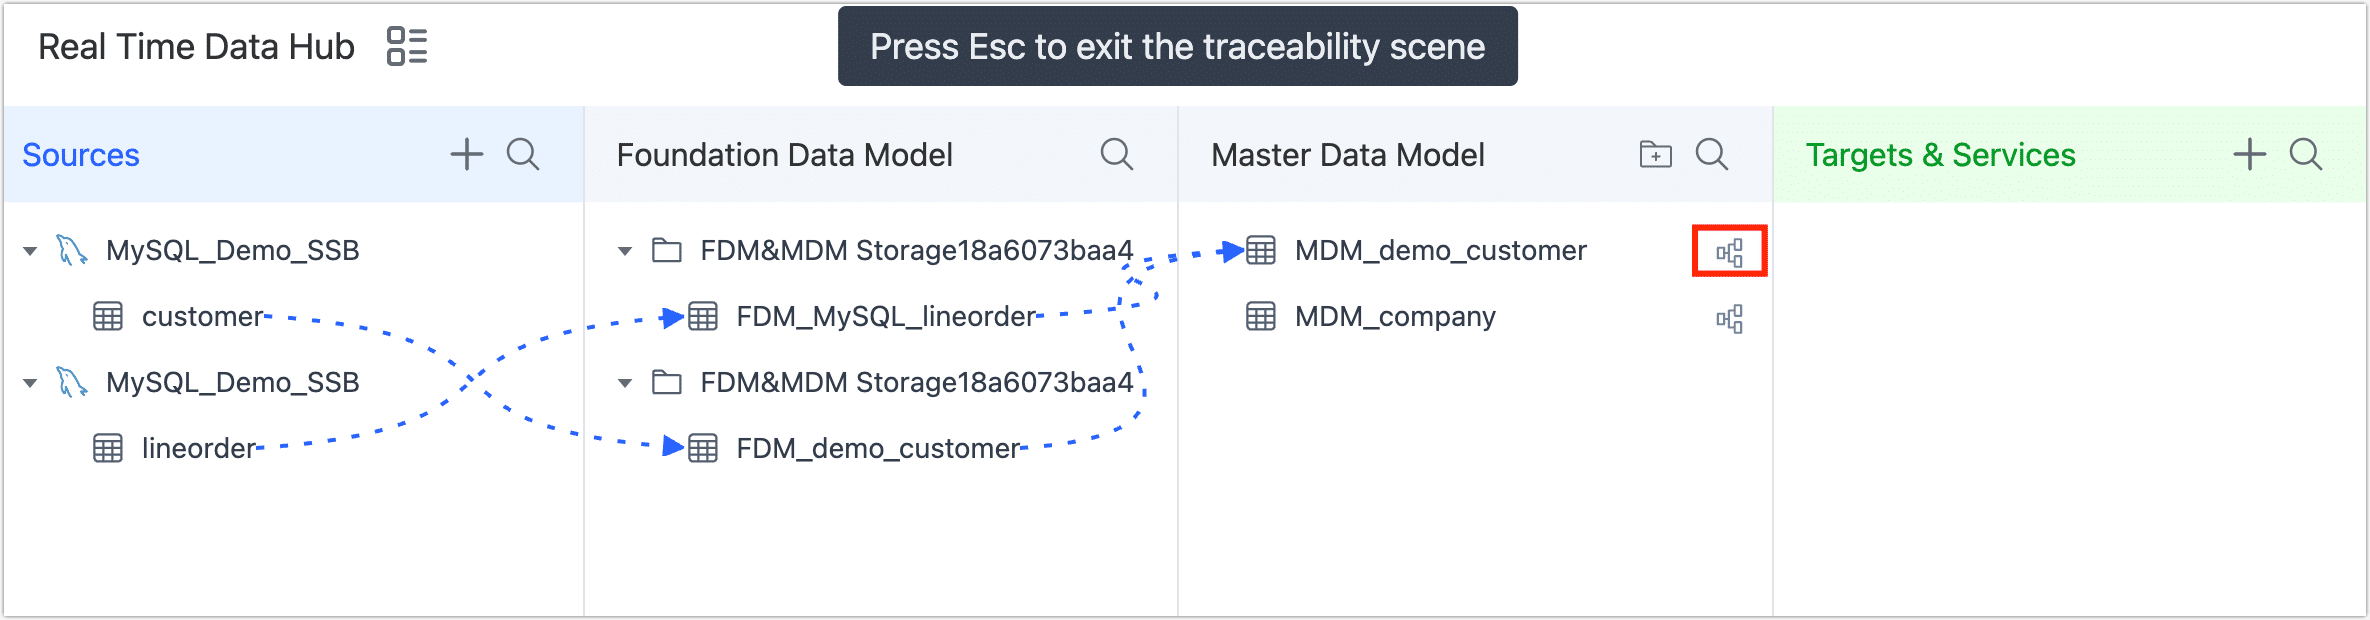 Real Time Data Hub
Press Esc to exit the traceability scene
Sources
Foundation Data Model
Master Data Model
Targets & Services
MySQL_Demo_SSB
customer
MySQL_Demo_SSB
lineorder
FDM&MDM Storage18a6073baa4
FDM_MySQL_lineorder
FDM&MDM Storage18a6073baa4
FDM_demo_customer
MDM_demo_customer
MDM_company